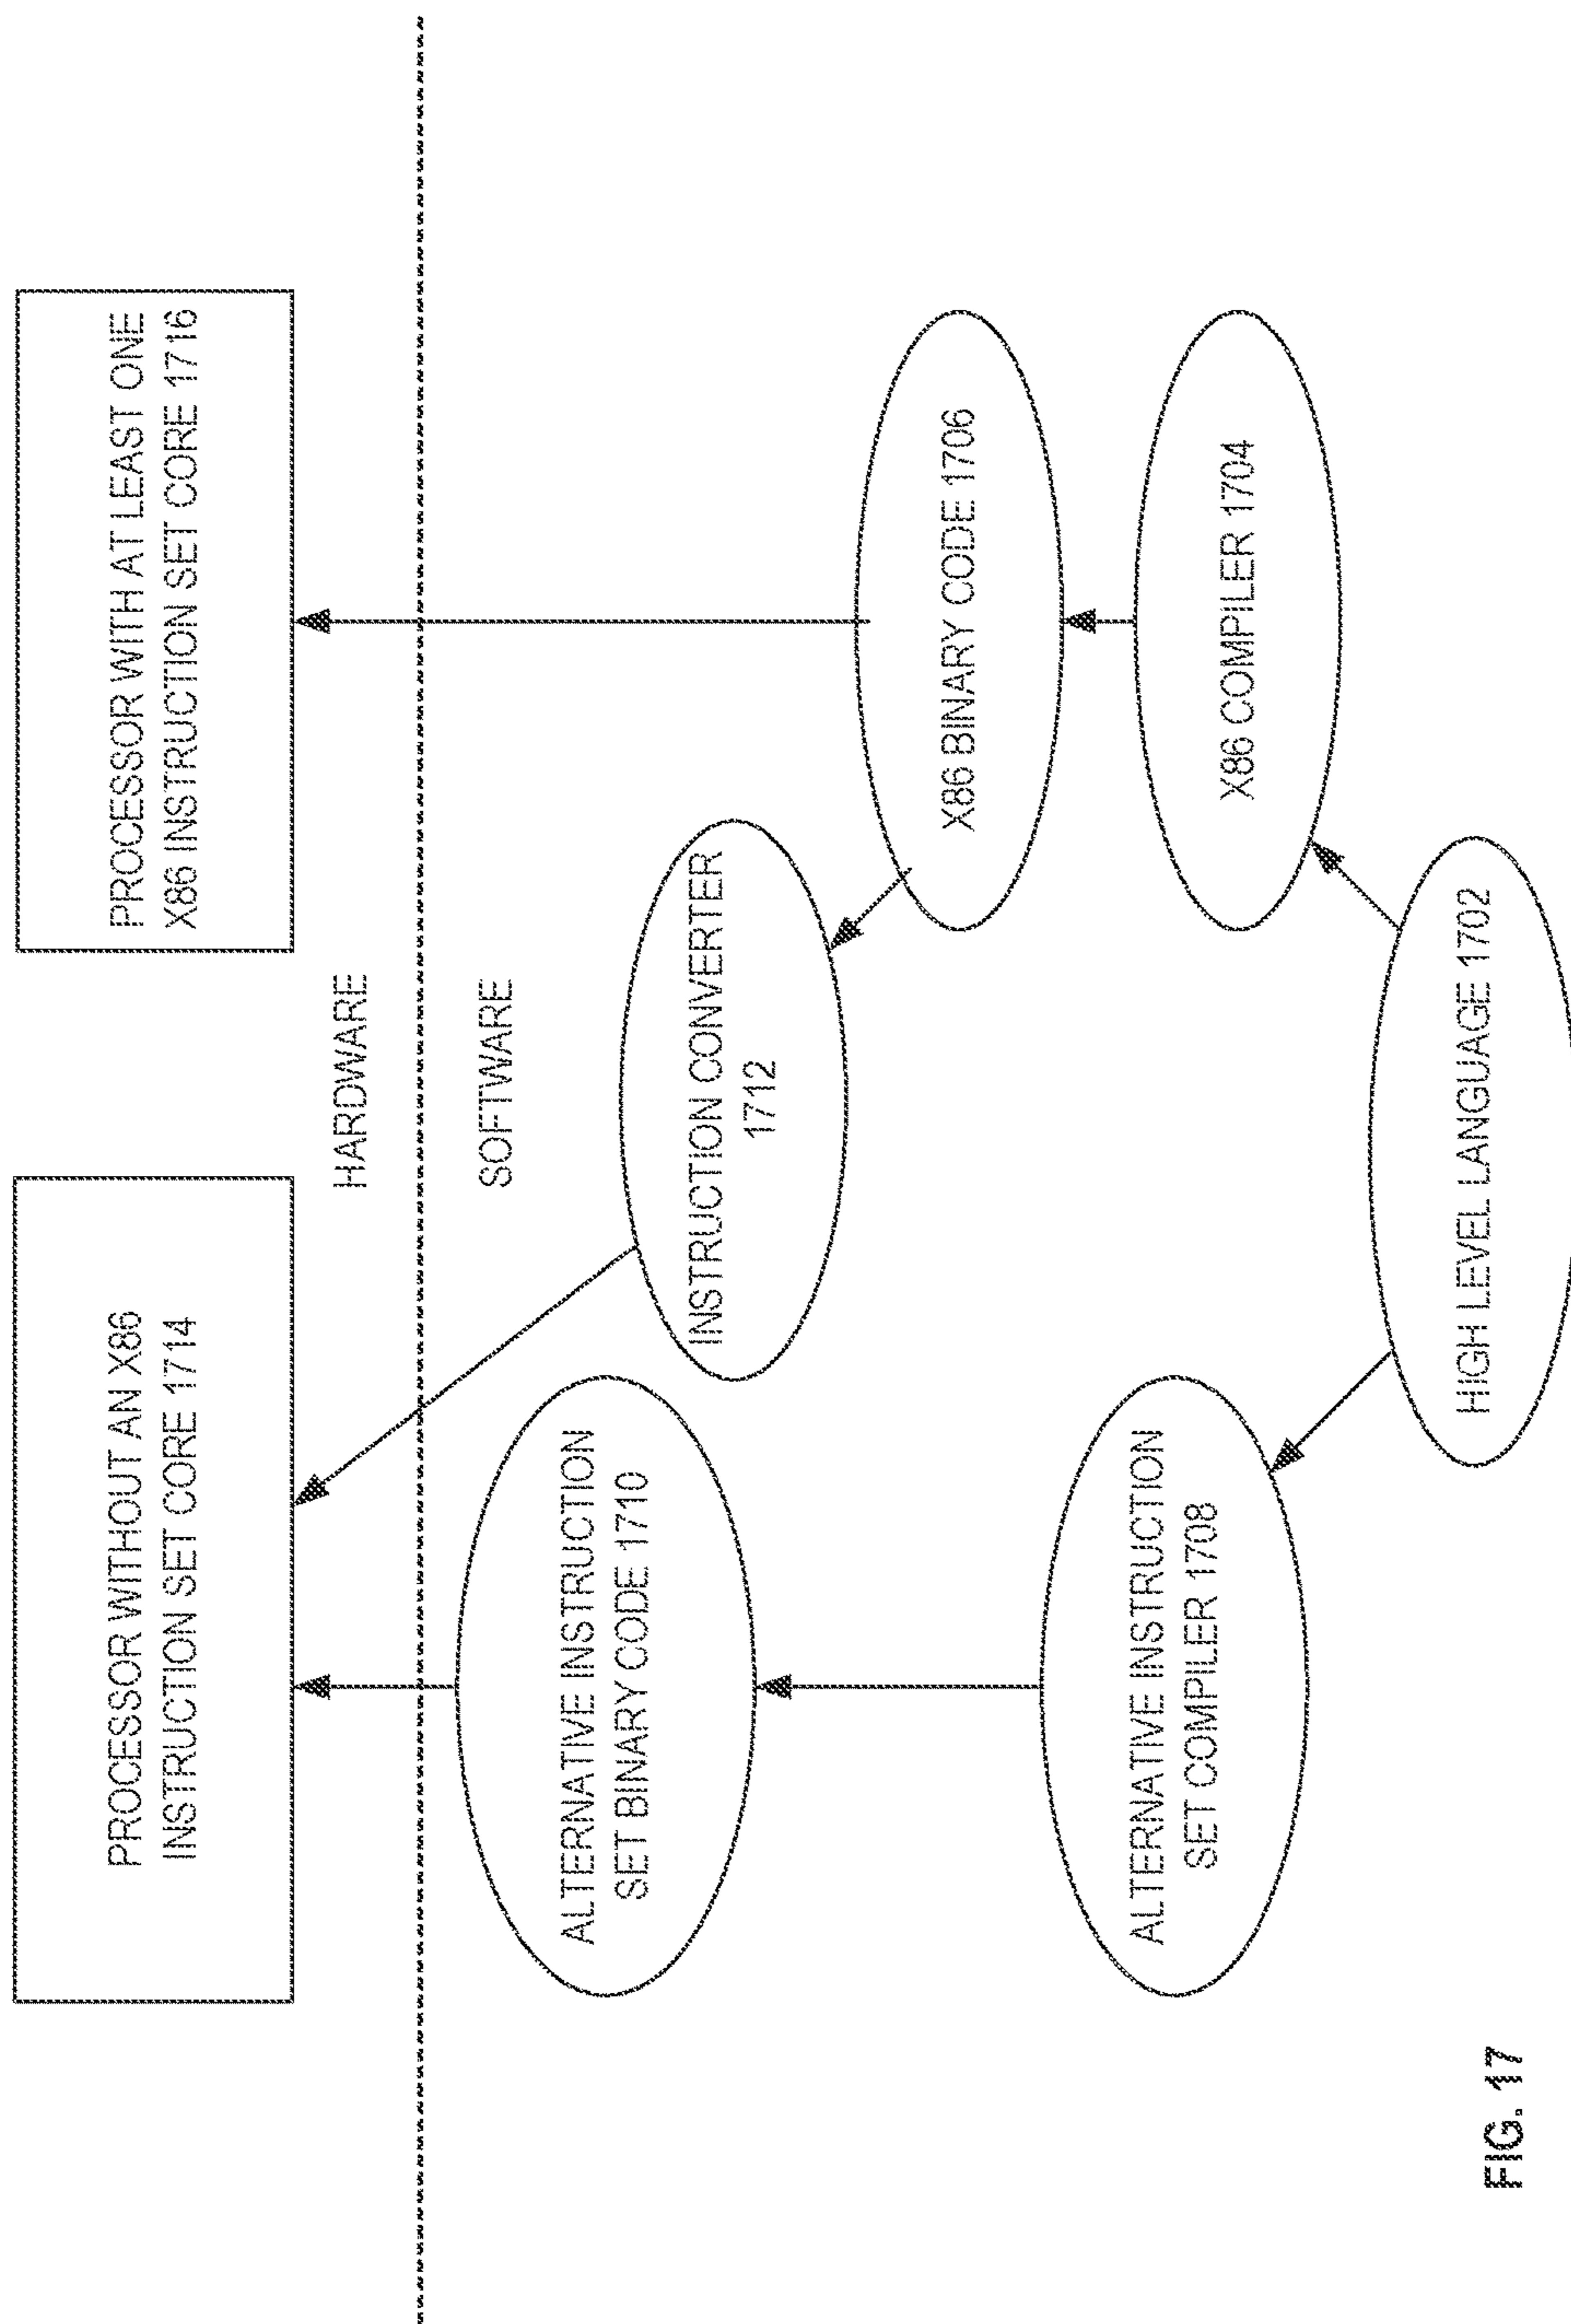 PROCESSOR WITHOUT AN X86
INSTRUCTION SET CORE 1714
PROCESSOR WITH AT LEAST ONE
X86 INSTRUCTION SET CORE 1716
HARDWARE
SOFTWARE
ALTERNATIVE INSTRUCTION
SET BINARY CODE 1710
INSTRUCTION CONVERTER
1712
X86 BINARY CODE 1706
ALTERNATIVE INSTRUCTION
SET COMPILER 1708
X86 COMPILER 1704
HIGH LEVEL LANGUAGE 1702
FIG. 17